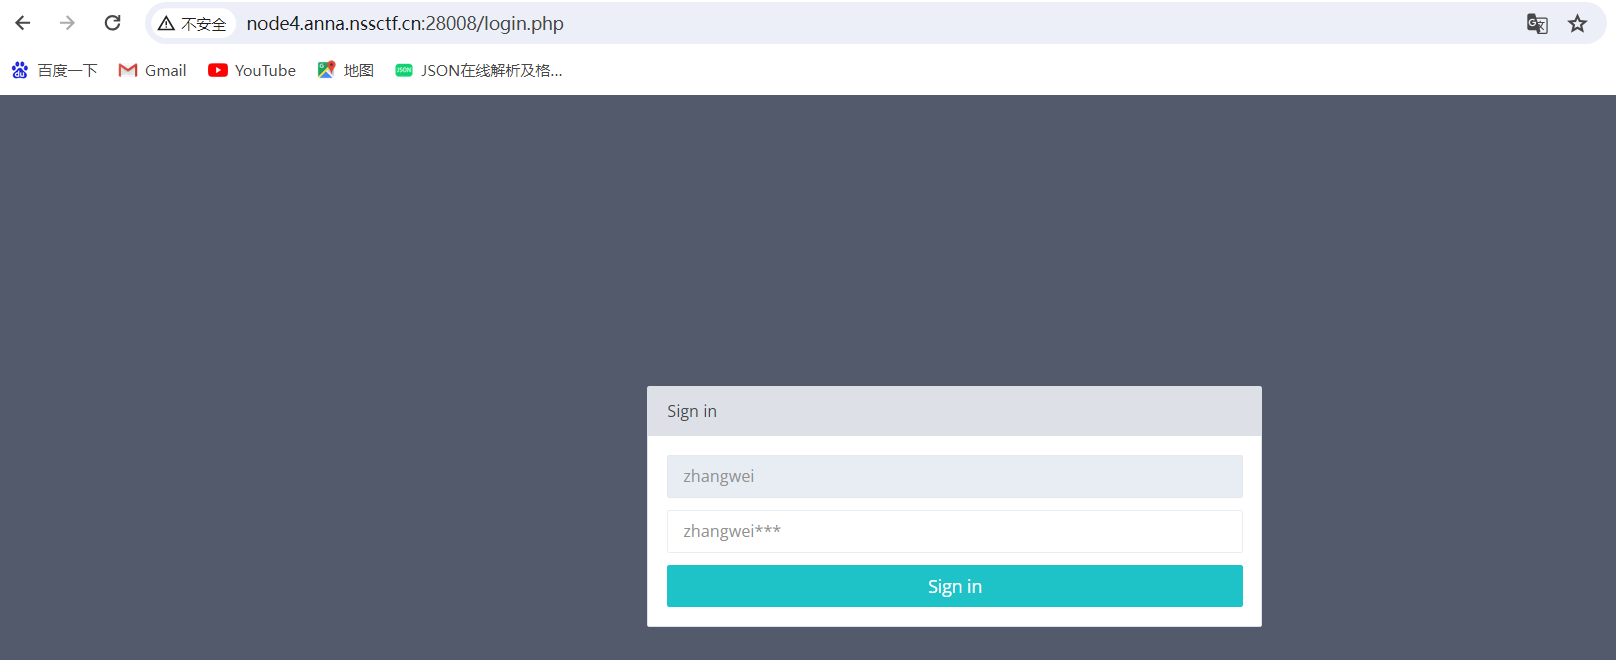 不安全 node4.anna.nssctf.cn:28008/login.php
百度一下 Gmail YouTube 地图 JSON JSON在线解析及格...
Sign in
zhangwei
zhangwei***
Sign in